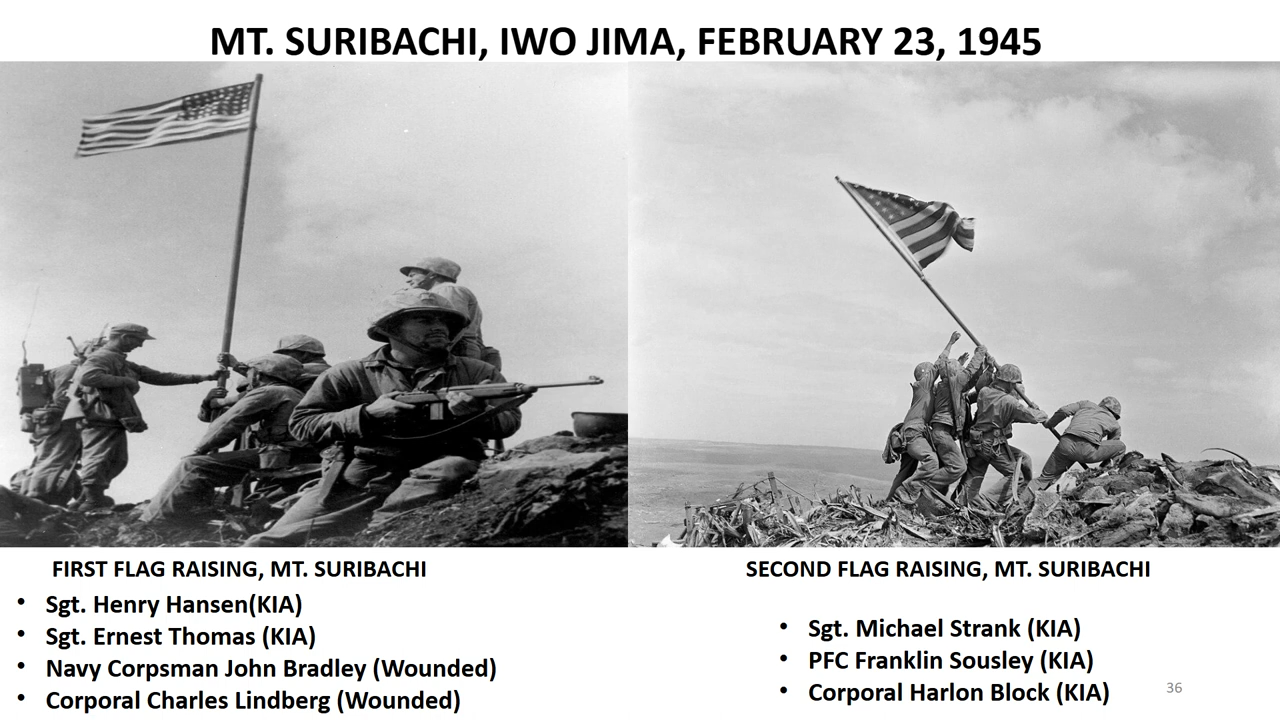 MT. SURIBACHI, IWO JIMA, FEBRUARY 23, 1945
FIRST FLAG RAISING, MT. SURIBACHI
• Sgt. Henry Hansen(KIA)
• Sgt. Ernest Thomas (KIA)
• Navy Corpsman John Bradley (Wounded)
• Corporal Charles Lindberg (Wounded)
SECOND FLAG RAISING, MT. SURIBACHI
• Sgt. Michael Strank (KIA)
• PFC Franklin Sousley (KIA)
• Corporal Harlon Block (KIA)
36